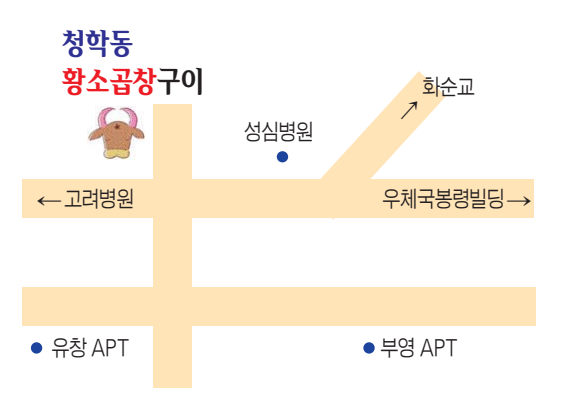 청학동
황소곱창구이
화순교
↗
성심병원
←고려병원
우체국봉령빌딩→
유창 APT
부영 APT